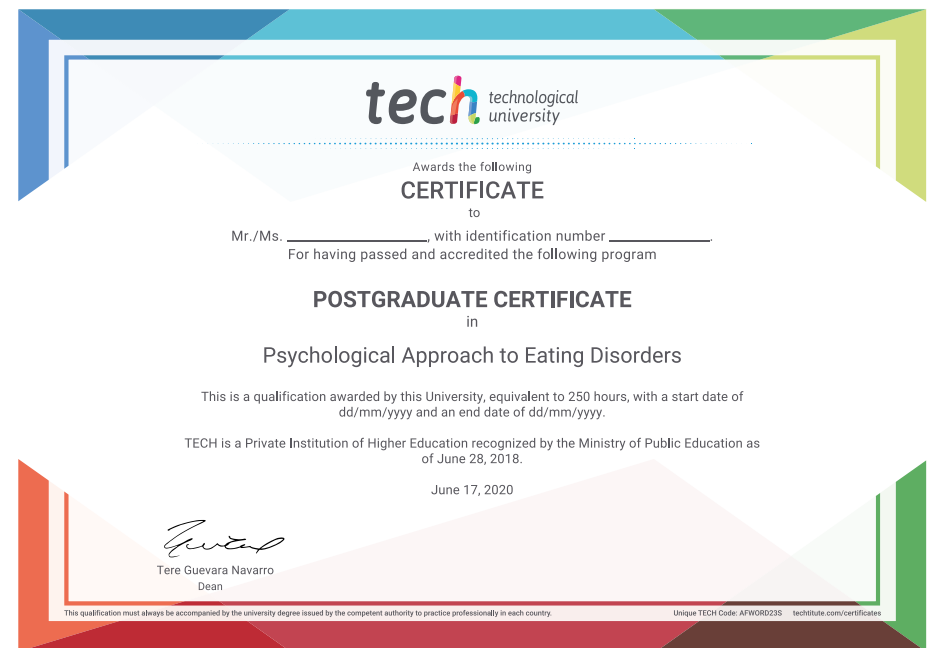 tech technological
university
Awards the following
CERTIFICATE
to
Mr./Ms. ____________________, with identification number ______________.
For having passed and accredited the following program
POSTGRADUATE CERTIFICATE
in
Psychological Approach to Eating Disorders
This is a qualification awarded by this University, equivalent to 250 hours, with a start date of
dd/mm/yyyy and an end date of dd/mm/yyyy.
TECH is a Private Institution of Higher Education recognized by the Ministry of Public Education as
of June 28, 2018.
June 17, 2020
Tere Guevara Navarro
Dean
This qualification must always be accompanied by the university degree issued by the competent authority to practice professionally in each country. Unique TECH Code: AFWORD23S techtitute.com/certificates